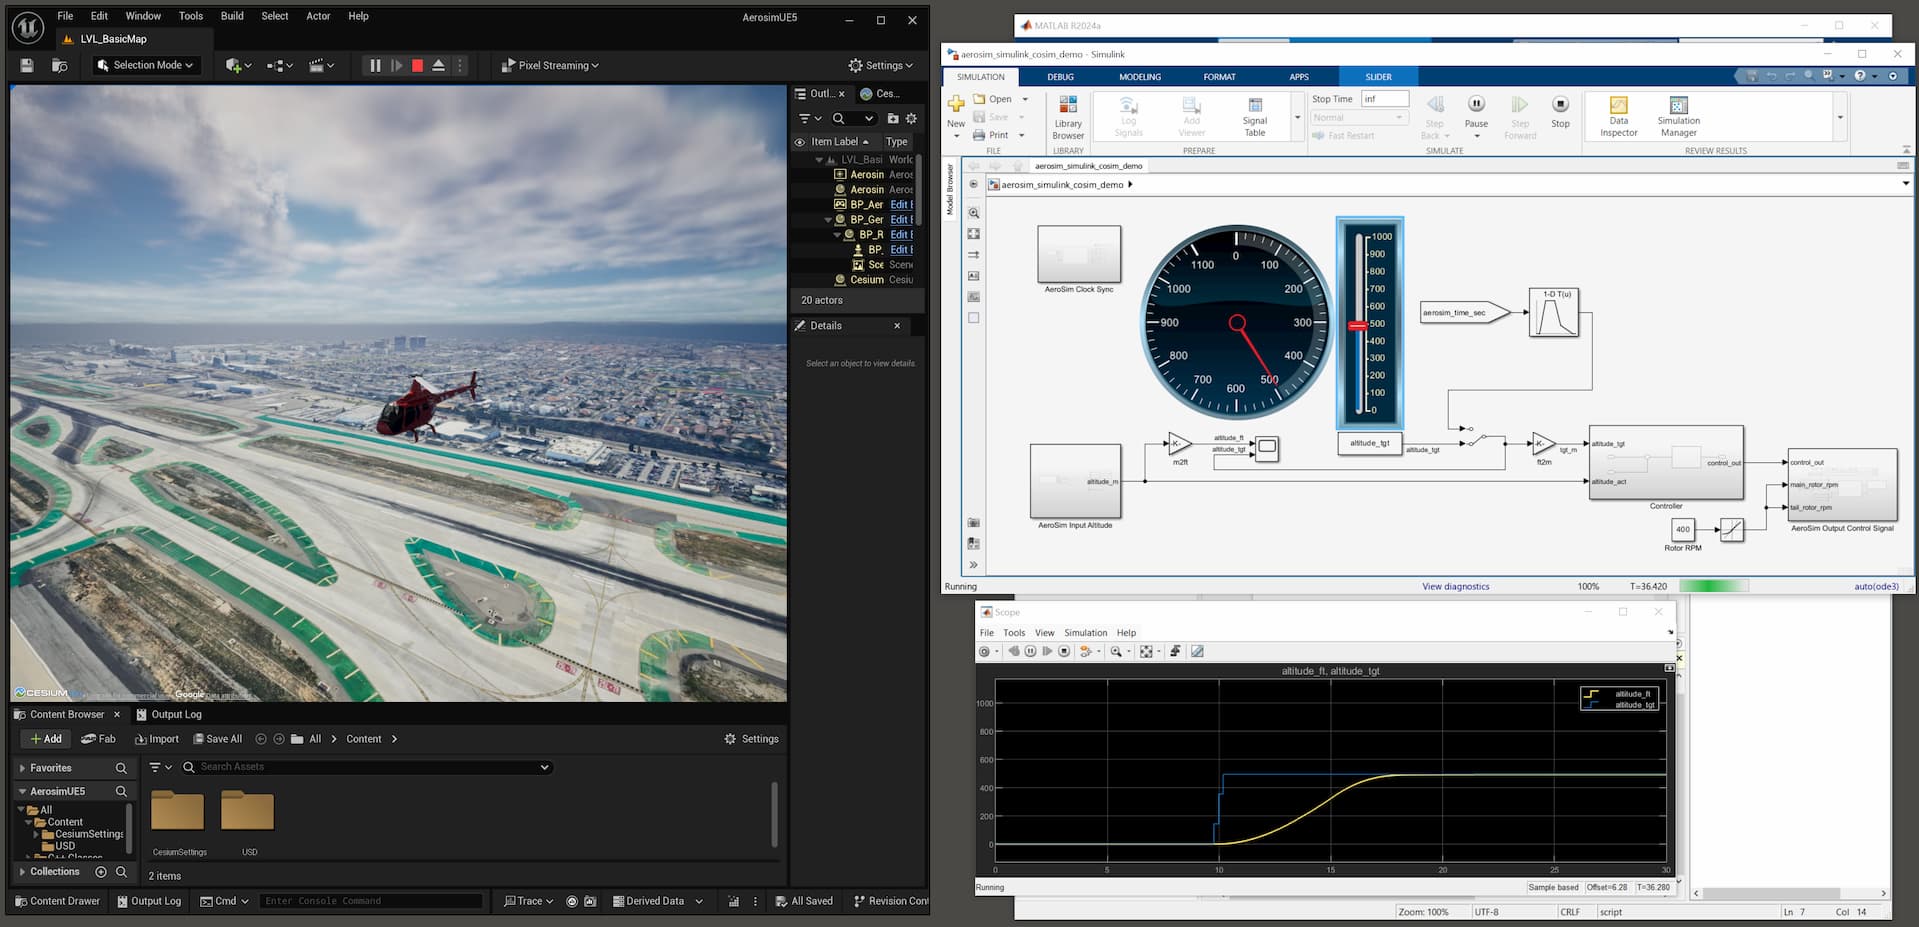 File Edit Window Tools Build Select Actor Help
AerosimUE5
LVL_BasicMap
Selection Mode
Pixel Streaming
Settings
Outl...
Ces...
Item Label
Type
LVL_Basi Worlc
Aerosin Aeros
Aerosin Aeros
BP_Aer Edit E
BP_Ger Edit E
BP_R Edit E
BP_ Edit E
Sce Scene
Cesium Cesiu
20 actors
Details
Select an object to view details
CESIUM
Google
Content Browser
Output Log
Add
Fab
Import
Save All
All
Content
Settings
Favorites
Search Assets
AerosimUE5
All
Content
CesiumSettings
USD
C++ Classes
Collections
CesiumSettings
USD
2 items
Content Drawer
Output Log
Cmd
Enter Console Command
Trace
Derived Data
All Saved
Revision Cont
MATLAB R2024a
aerosim_simulink_cosim_demo - Simulink
SIMULATION DEBUG MODELING FORMAT APPS SLIDER
New
Open
Save
Print
FILE
Library
Browser
LIBRARY
Log
Signals
Add
Viewer
Signal
Table
PREPARE
Stop Time inf
Normal
Fast Restart
Step
Back
Pause
Step
Forward
Stop
SIMULATE
Data
Inspector
Simulation
Manager
REVIEW RESULTS
Model Browser
aerosim_simulink_cosim_demo
aerosim_simulink_cosim_demo
AeroSim Clock Sync
0
100
200
300
400
500
600
700
800
900
1000
1100
1000
900
800
700
600
500
400
300
200
100
0
aerosim_time_sec
1-D T(u)
altitude_m
AeroSim Input Altitude
-K-
m2ft
altitude_ft
altitude_tgt
altitude_tgt
altitude_tgt
-K-
ft2m
tgt_m
altitude_tgt
altitude_act
control_out
Controller
400
Rotor RPM
control_out
main_rotor_rpm
tail_rotor_rpm
AeroSim Output Control Signal
Running
View diagnostics
100%
T=36.420
auto(ode3)
Scope
File Tools View Simulation Help
altitude_ft, altitude_tgt
altitude_ft
altitude_tgt
1000
800
600
400
200
0
0 5 10 15 20 25 30
Running
Sample based Offset=6.28 T=36.280
Zoom: 100% UTF-8 CRLF script Ln 7 Col 14